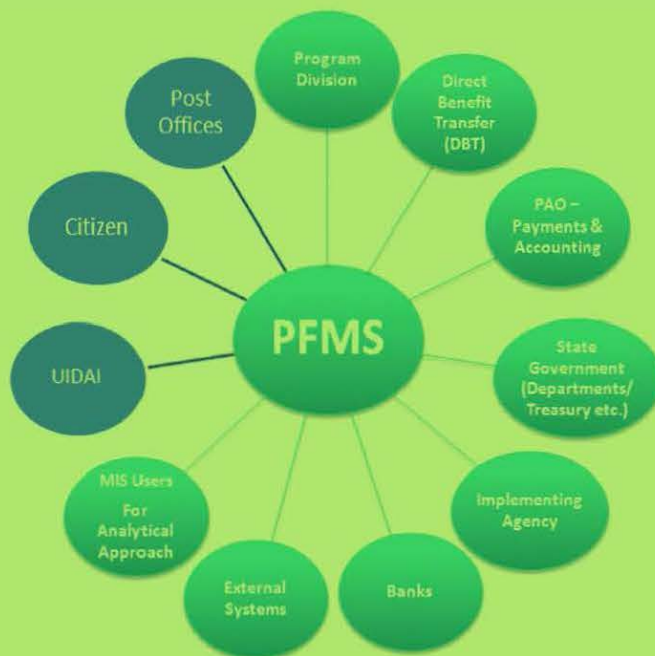 Program
Division
Direct
Benefit
Transfer
(DBT)
Post
Offices
PAO –
Payments &
Accounting
Citizen
PFMS
State
Government
(Departments/
Treasury etc.)
UIDAI
MIS Users
For
Analytical
Approach
Implementing
Agency
External
Systems
Banks